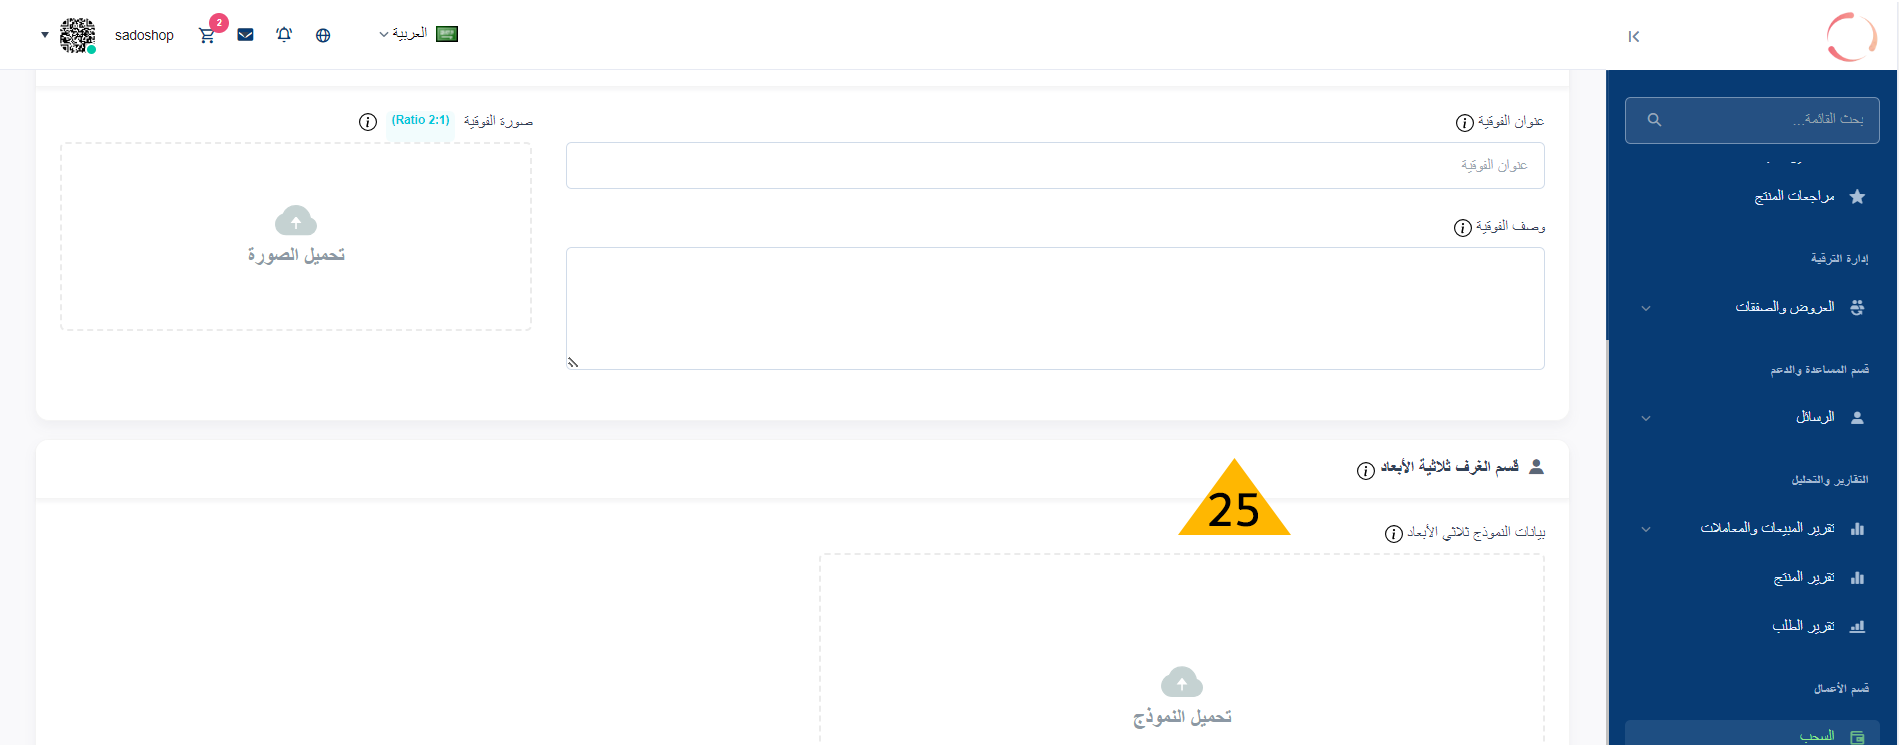 العربية
2
sadoshop
بحث القائمة...
مراجعات المنتج
إدارة الترقية
العروض والصفقات
قسم المساعدة والدعم
الرسائل
التقارير والتحليل
تقرير المبيعات والمعاملات
تقرير المنتج
تقرير الطلب
قسم الأعمال
السحب
عنوان الفوقية
عنوان الفوقية
وصف الفوقية
صورة الفوقية (Ratio 2:1)
تحميل الصورة
قسم الغرف ثلاثية الأبعاد
25
بيانات النموذج ثلاثي الأبعاد
تحميل النموذج